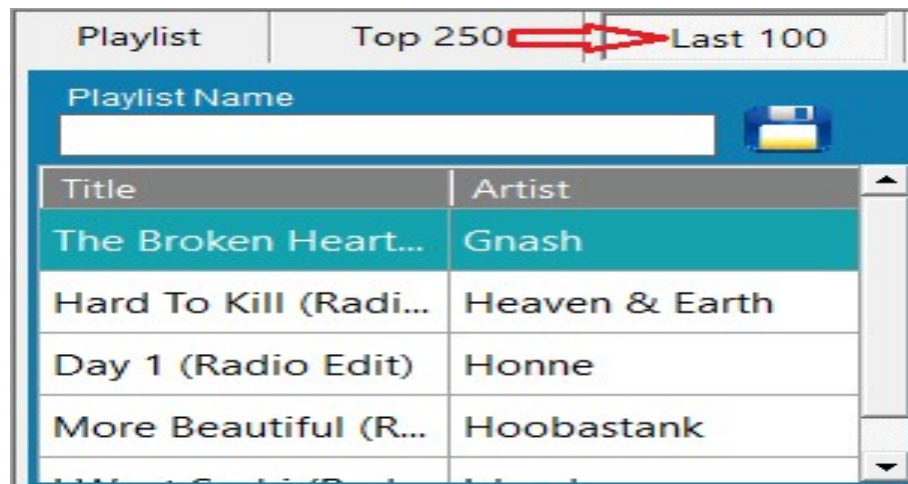 Playlist Top 250 Last 100
Playlist Name
Title Artist
The Broken Heart... Gnash
Hard To Kill (Radi... Heaven & Earth
Day 1 (Radio Edit) Honne
More Beautiful (R... Hoobastank